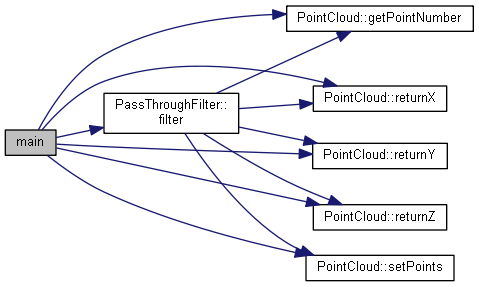 PointCloud::getPointNumber
PassThroughFilter::
filter
PointCloud::returnX
main
PointCloud::returnY
PointCloud::returnZ
PointCloud::setPoints